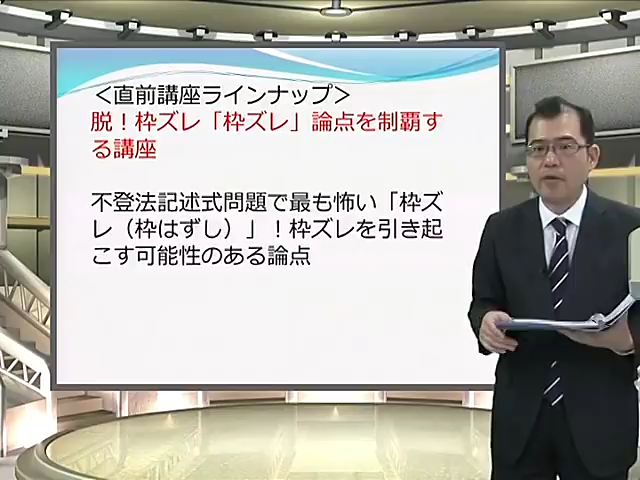 ＜直前講座ラインナップ＞
脱！枠ズレ「枠ズレ」論点を制覇す
る講座
不登法記述式問題で最も怖い「枠ズ
レ（枠はずし）」！枠ズレを引き起
こす可能性のある論点